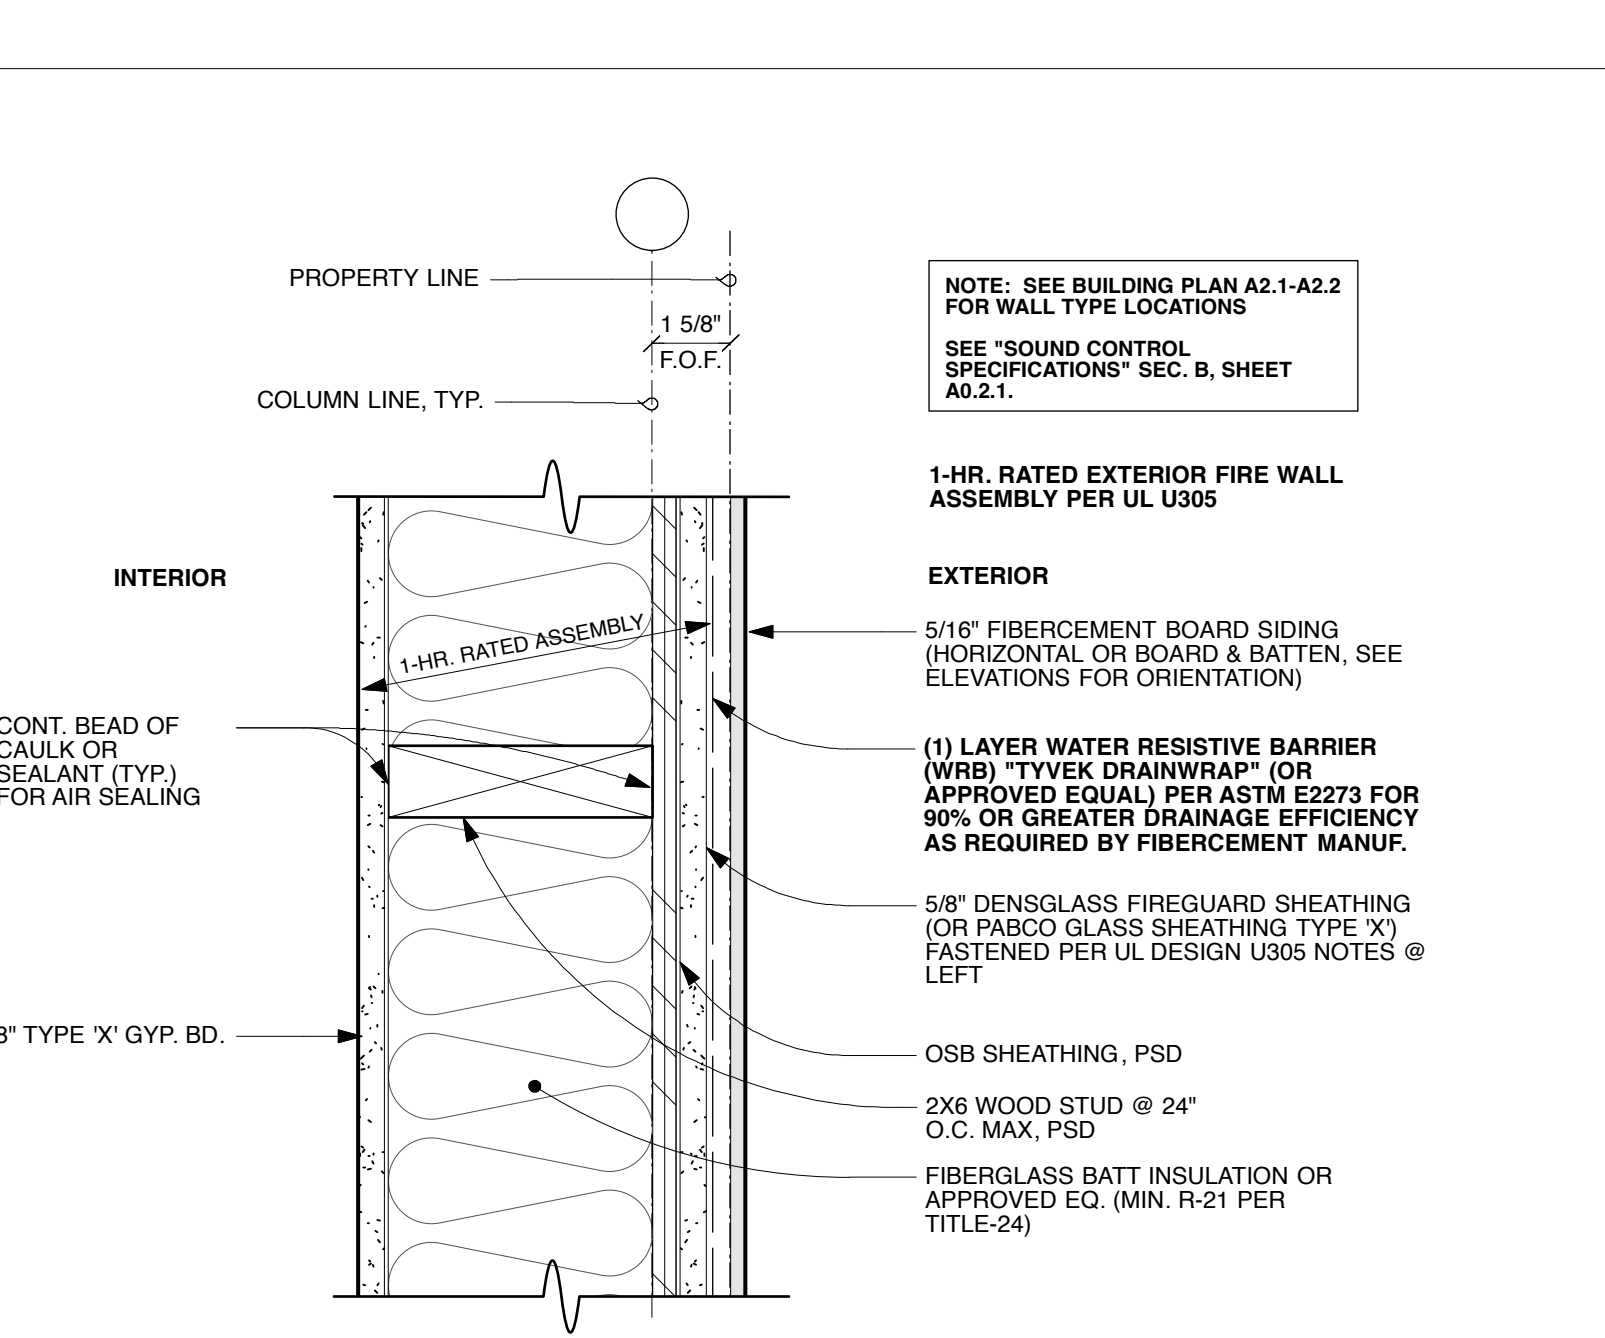 PROPERTY LINE
1 5/8"
F.O.F.
COLUMN LINE, TYP.
NOTE: SEE BUILDING PLAN A2.1-A2.2
FOR WALL TYPE LOCATIONS
SEE "SOUND CONTROL
SPECIFICATIONS" SEC. B, SHEET
A0.2.1.
1-HR. RATED EXTERIOR FIRE WALL
ASSEMBLY PER UL U305
INTERIOR
EXTERIOR
1-HR. RATED ASSEMBLY
CONT. BEAD OF
CAULK OR
SEALANT (TYP.)
FOR AIR SEALING
8" TYPE 'X' GYP. BD.
5/16" FIBERCEMENT BOARD SIDING
(HORIZONTAL OR BOARD & BATTEN, SEE
ELEVATIONS FOR ORIENTATION)
(1) LAYER WATER RESISTIVE BARRIER
(WRB) "TYVEK DRAINWRAP" (OR
APPROVED EQUAL) PER ASTM E2273 FOR
90% OR GREATER DRAINAGE EFFICIENCY
AS REQUIRED BY FIBERCEMENT MANUF.
5/8" DENSGLASS FIREGUARD SHEATHING
(OR PABCO GLASS SHEATHING TYPE 'X')
FASTENED PER UL DESIGN U305 NOTES @
LEFT
OSB SHEATHING, PSD
2X6 WOOD STUD @ 24"
O.C. MAX, PSD
FIBERGLASS BATT INSULATION OR
APPROVED EQ. (MIN. R-21 PER
TITLE-24)